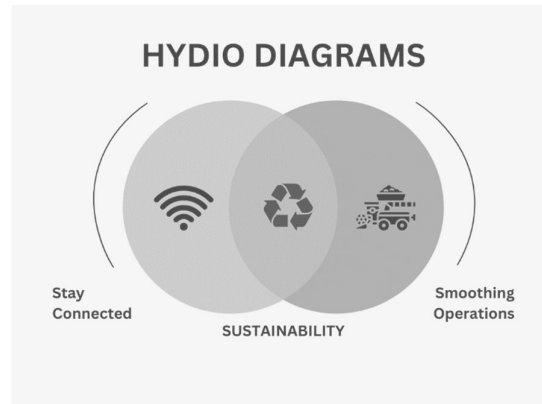 HYDIO DIAGRAMS
Stay
Connected
SUSTAINABILITY
Smoothing
Operations